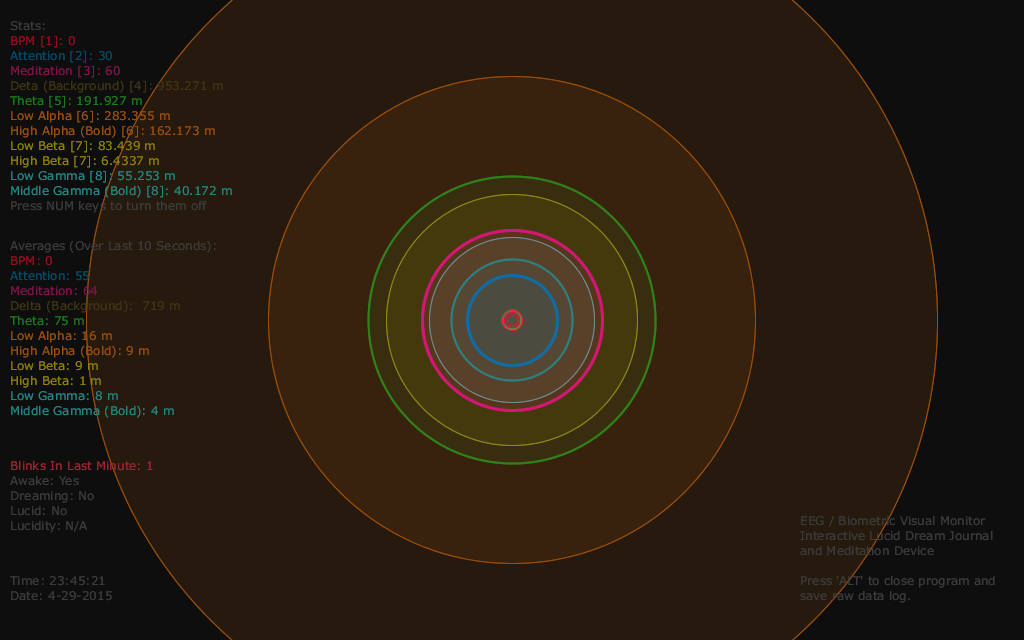 Stats:
BPM [1]: 0
Attention [2]: 30
Meditation [3]: 60
Deta (Background) [4]: 953.271 m
Theta [5]: 191.927 m
Low Alpha [6]: 283.355 m
High Alpha (Bold) [6]: 162.173 m
Low Beta [7]: 83.439 m
High Beta [7]: 6.4337 m
Low Gamma [8]: 55.253 m
Middle Gamma (Bold) [8]: 40.172 m
Press NUM keys to turn them off
Averages (Over Last 10 Seconds):
BPM: 0
Attention: 55
Meditation: 64
Delta (Background):  719 m
Theta: 75 m
Low Alpha: 16 m
High Alpha (Bold): 9 m
Low Beta: 9 m
High Beta: 1 m
Low Gamma: 8 m
Middle Gamma (Bold): 4 m
Blinks In Last Minute: 1
Awake: Yes
Dreaming: No
Lucid: No
Lucidity: N/A
Time: 23:45:21
Date: 4-29-2015
EEG / Biometric Visual Monitor
Interactive Lucid Dream Journal
and Meditation Device
Press 'ALT' to close program and
save raw data log.